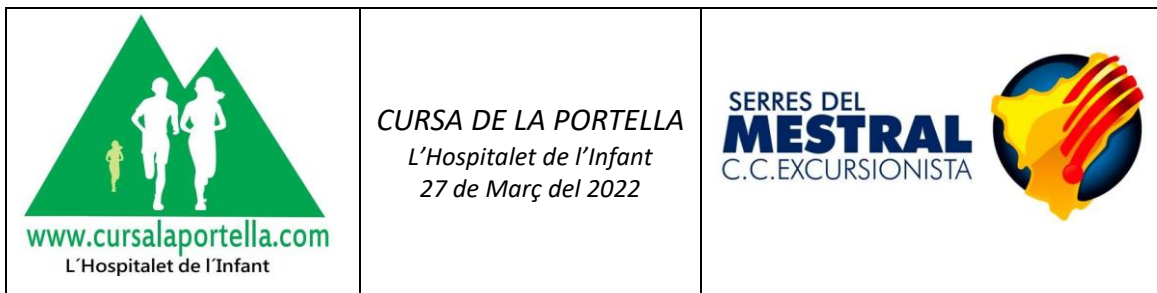 www.cursalaportella.com
L´Hospitalet de l´Infant
CURSA DE LA PORTELLA
L’Hospitalet de l’Infant
27 de Març del 2022
SERRES DEL
MESTRAL
C.C.EXCURSIONISTA